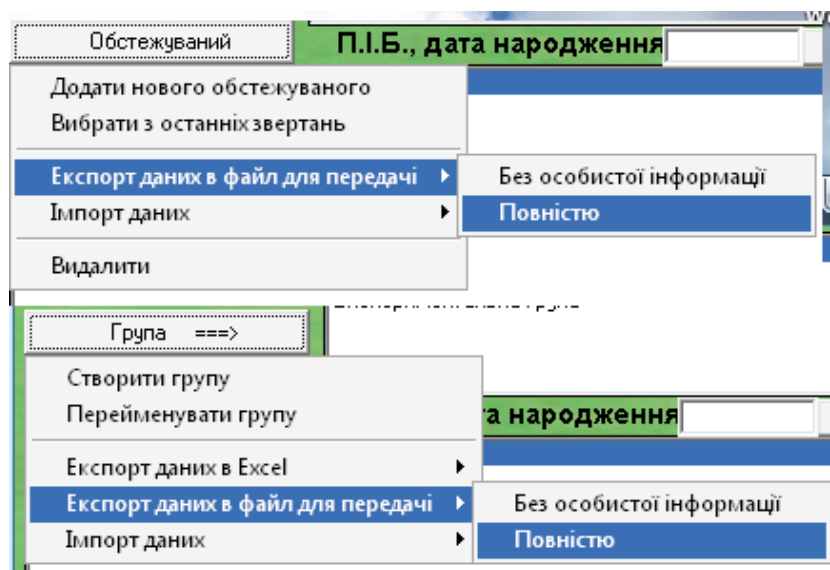 Обстежуваний
П.І.Б., дата народження
Додати нового обстежуваного
Вибрати з останніх звертань
Експорт даних в файл для передачі
Без особистої інформації
Імпорт даних
Повністю
Видалити
Група ===>
Створити групу
Перейменувати групу
та народження
Експорт даних в Excel
Експорт даних в файл для передачі
Без особистої інформації
Імпорт даних
Повністю